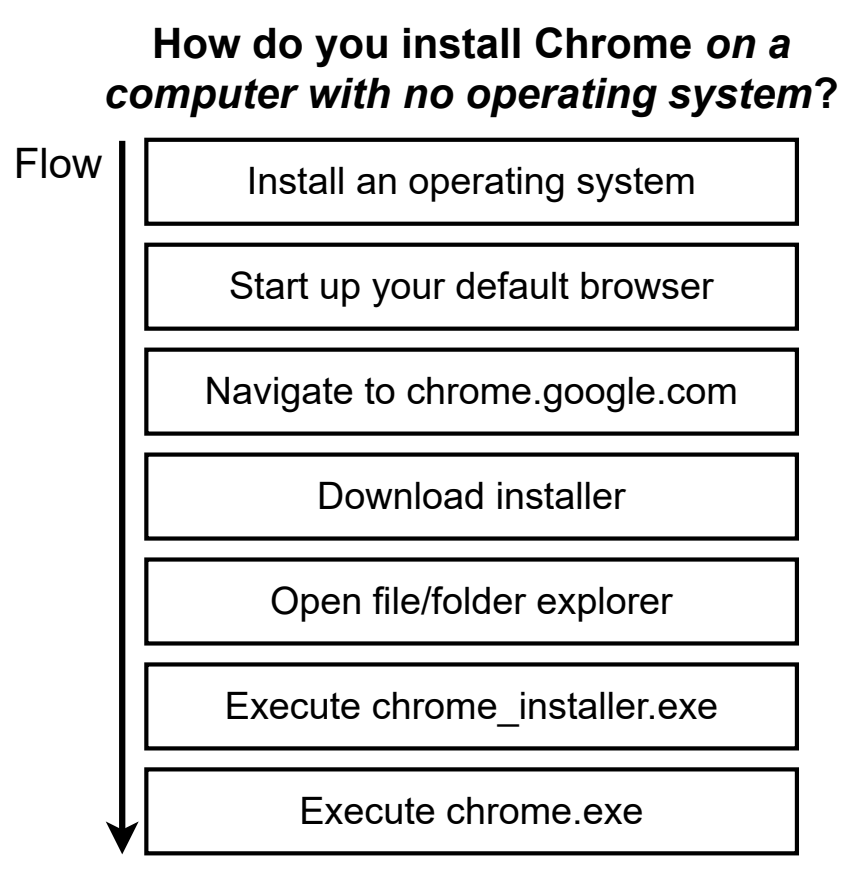 How do you install Chrome on a
computer with no operating system?
Flow
Install an operating system
Start up your default browser
Navigate to chrome.google.com
Download installer
Open file/folder explorer
Execute chrome_installer.exe
Execute chrome.exe